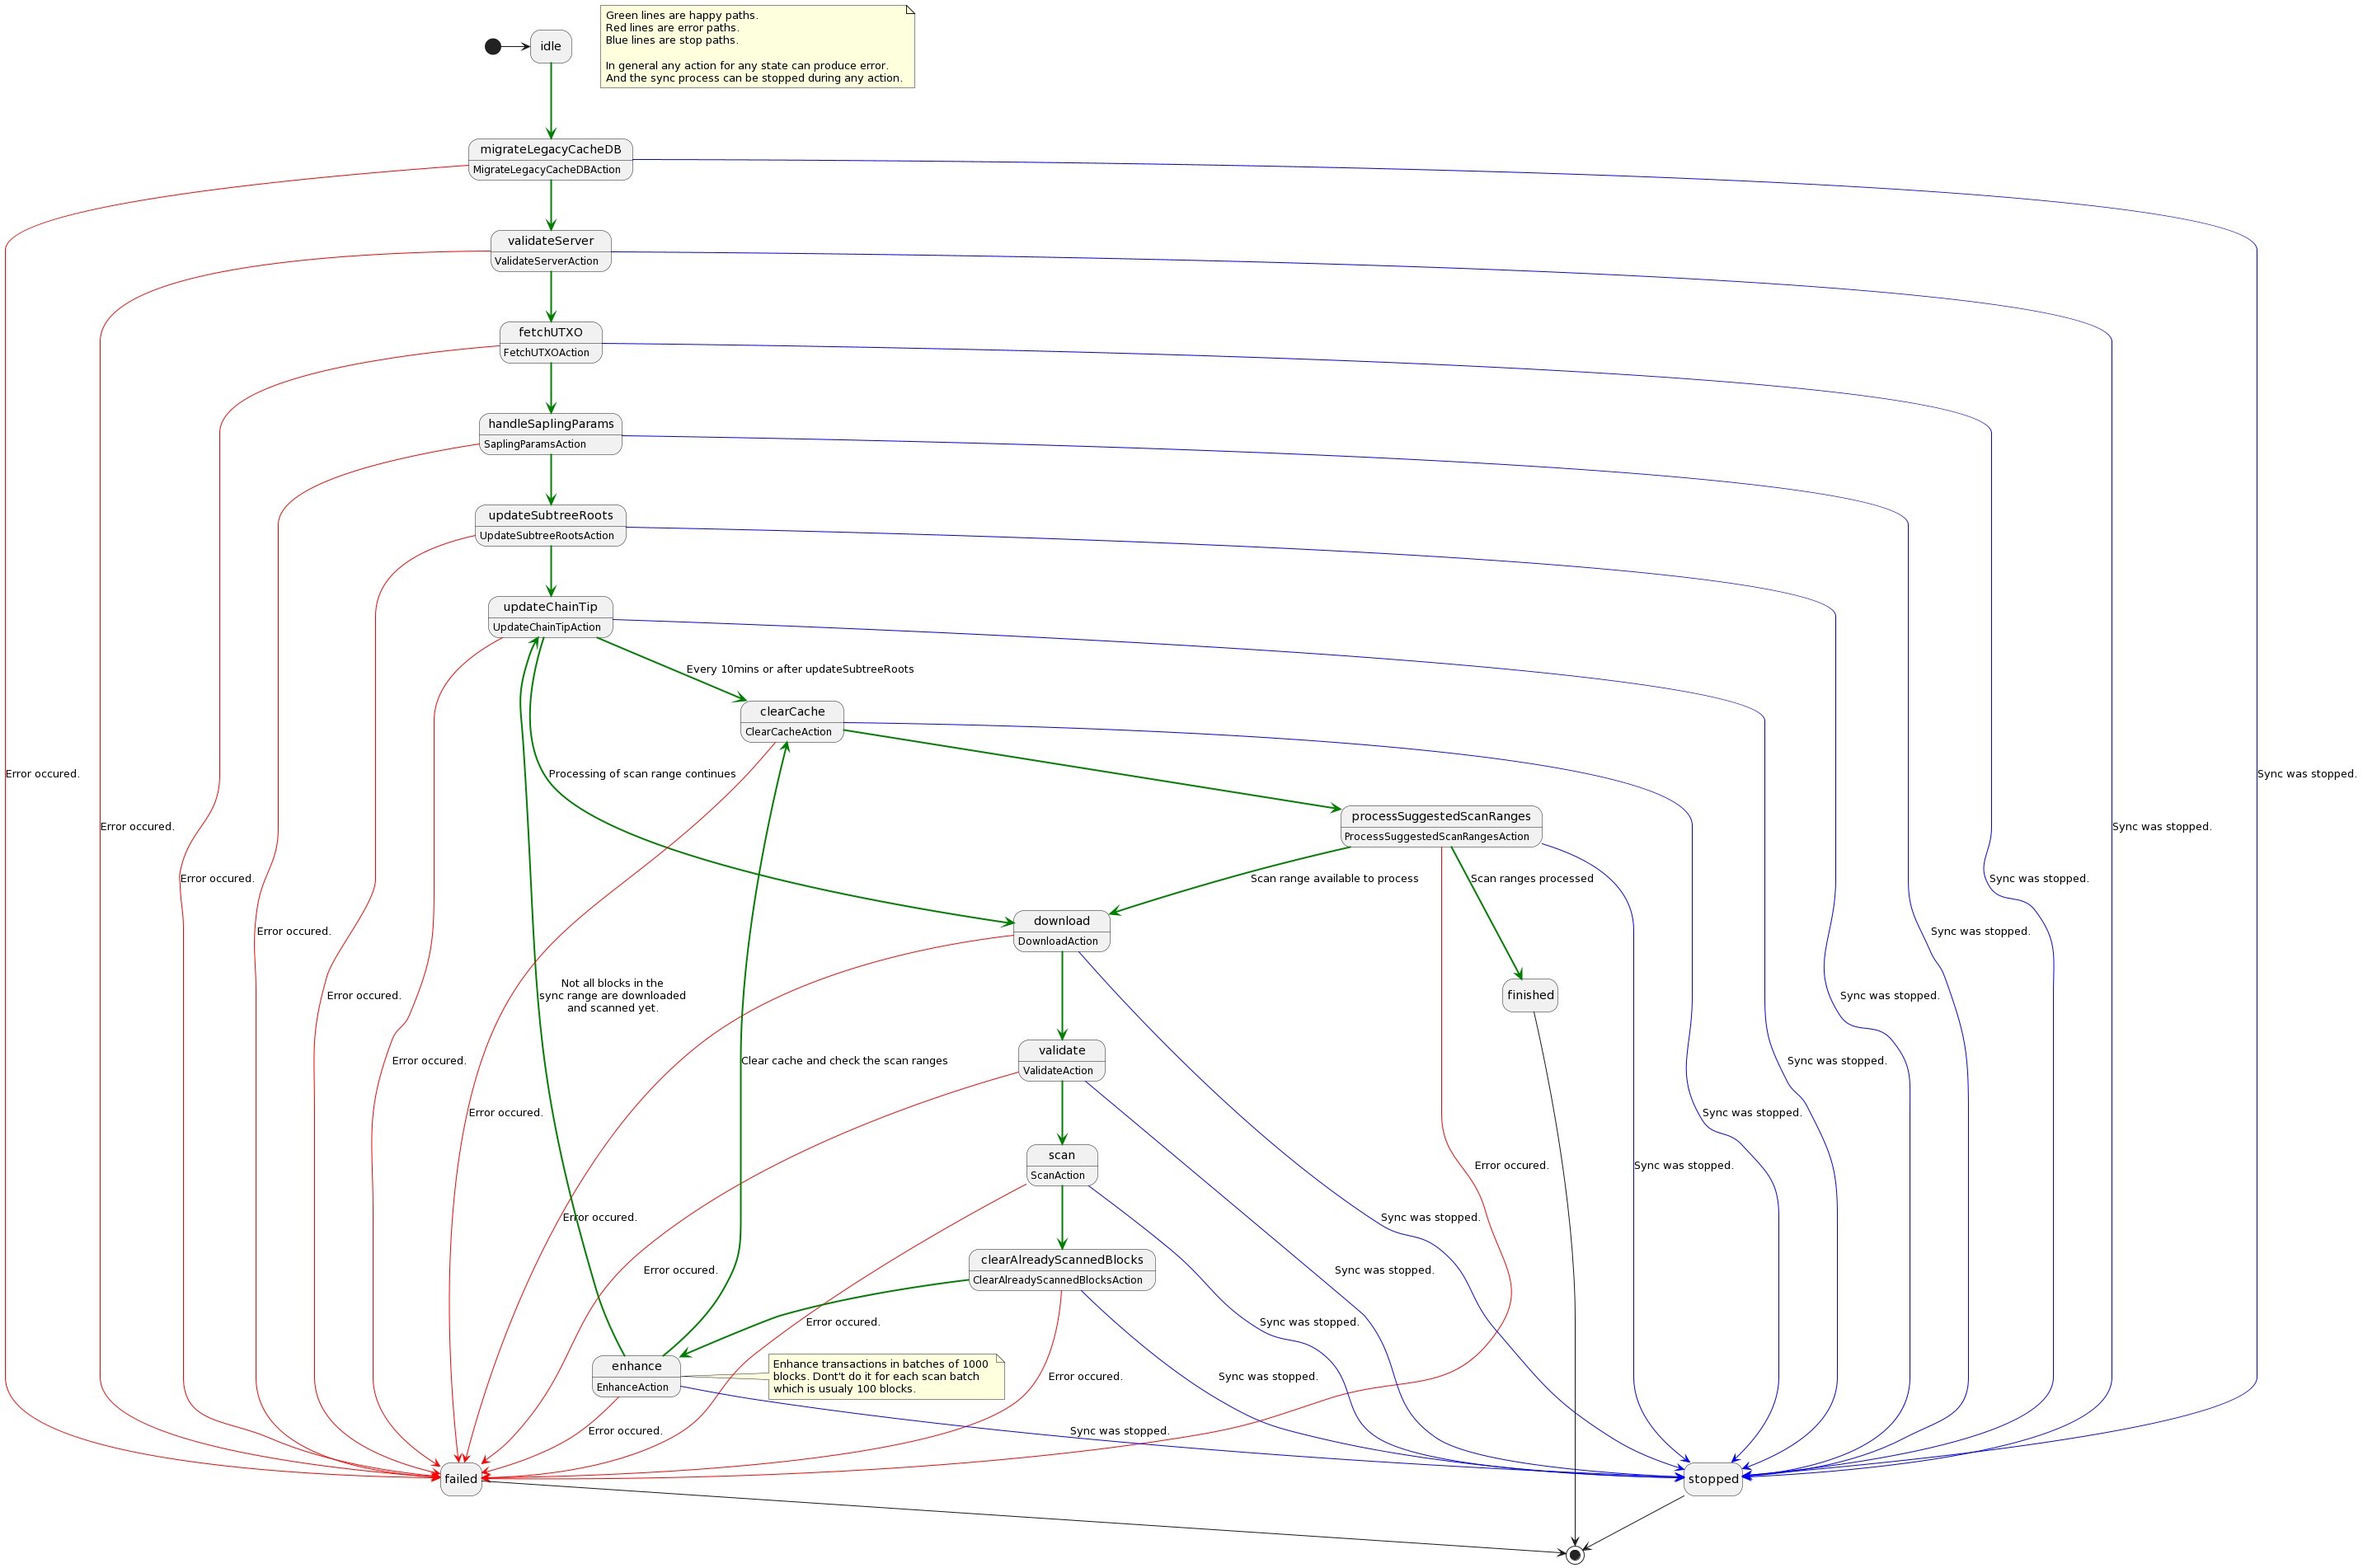 Green lines are happy paths.
Red lines are error paths.
Blue lines are stop paths.
In general any action for any state can produce error.
And the sync process can be stopped during any action.
idle
migrateLegacyCacheDB
MigrateLegacyCacheDBAction
validateServer
ValidateServerAction
fetchUTXO
FetchUTXOAction
handleSaplingParams
SaplingParamsAction
updateSubtreeRoots
UpdateSubtreeRootsAction
updateChainTip
UpdateChainTipAction
Every 10mins or after updateSubtreeRoots
clearCache
ClearCacheAction
Error occured.
Processing of scan range continues
Sync was stopped.
processSuggestedScanRanges
ProcessSuggestedScanRangesAction
Error occured.
Sync was stopped.
Error occured.
Scan range available to process
Scan ranges processed
Sync was stopped.
download
DownloadAction
Error occured.
Sync was stopped.
Not all blocks in the
sync range are downloaded
and scanned yet.
Error occured.
finished
Sync was stopped.
validate
ValidateAction
Error occured.
Clear cache and check the scan ranges
Sync was stopped.
Error occured.
Sync was stopped.
scan
ScanAction
Error occured.
Sync was stopped.
Error occured.
Sync was stopped.
clearAlreadyScannedBlocks
ClearAlreadyScannedBlocksAction
Error occured.
Sync was stopped.
Error occured.
Sync was stopped.
enhance
EnhanceAction
Enhance transactions in batches of 1000
blocks. Dont't do it for each scan batch
which is usualy 100 blocks.
Error occured.
Sync was stopped.
Error occured.
Sync was stopped.
failed
stopped